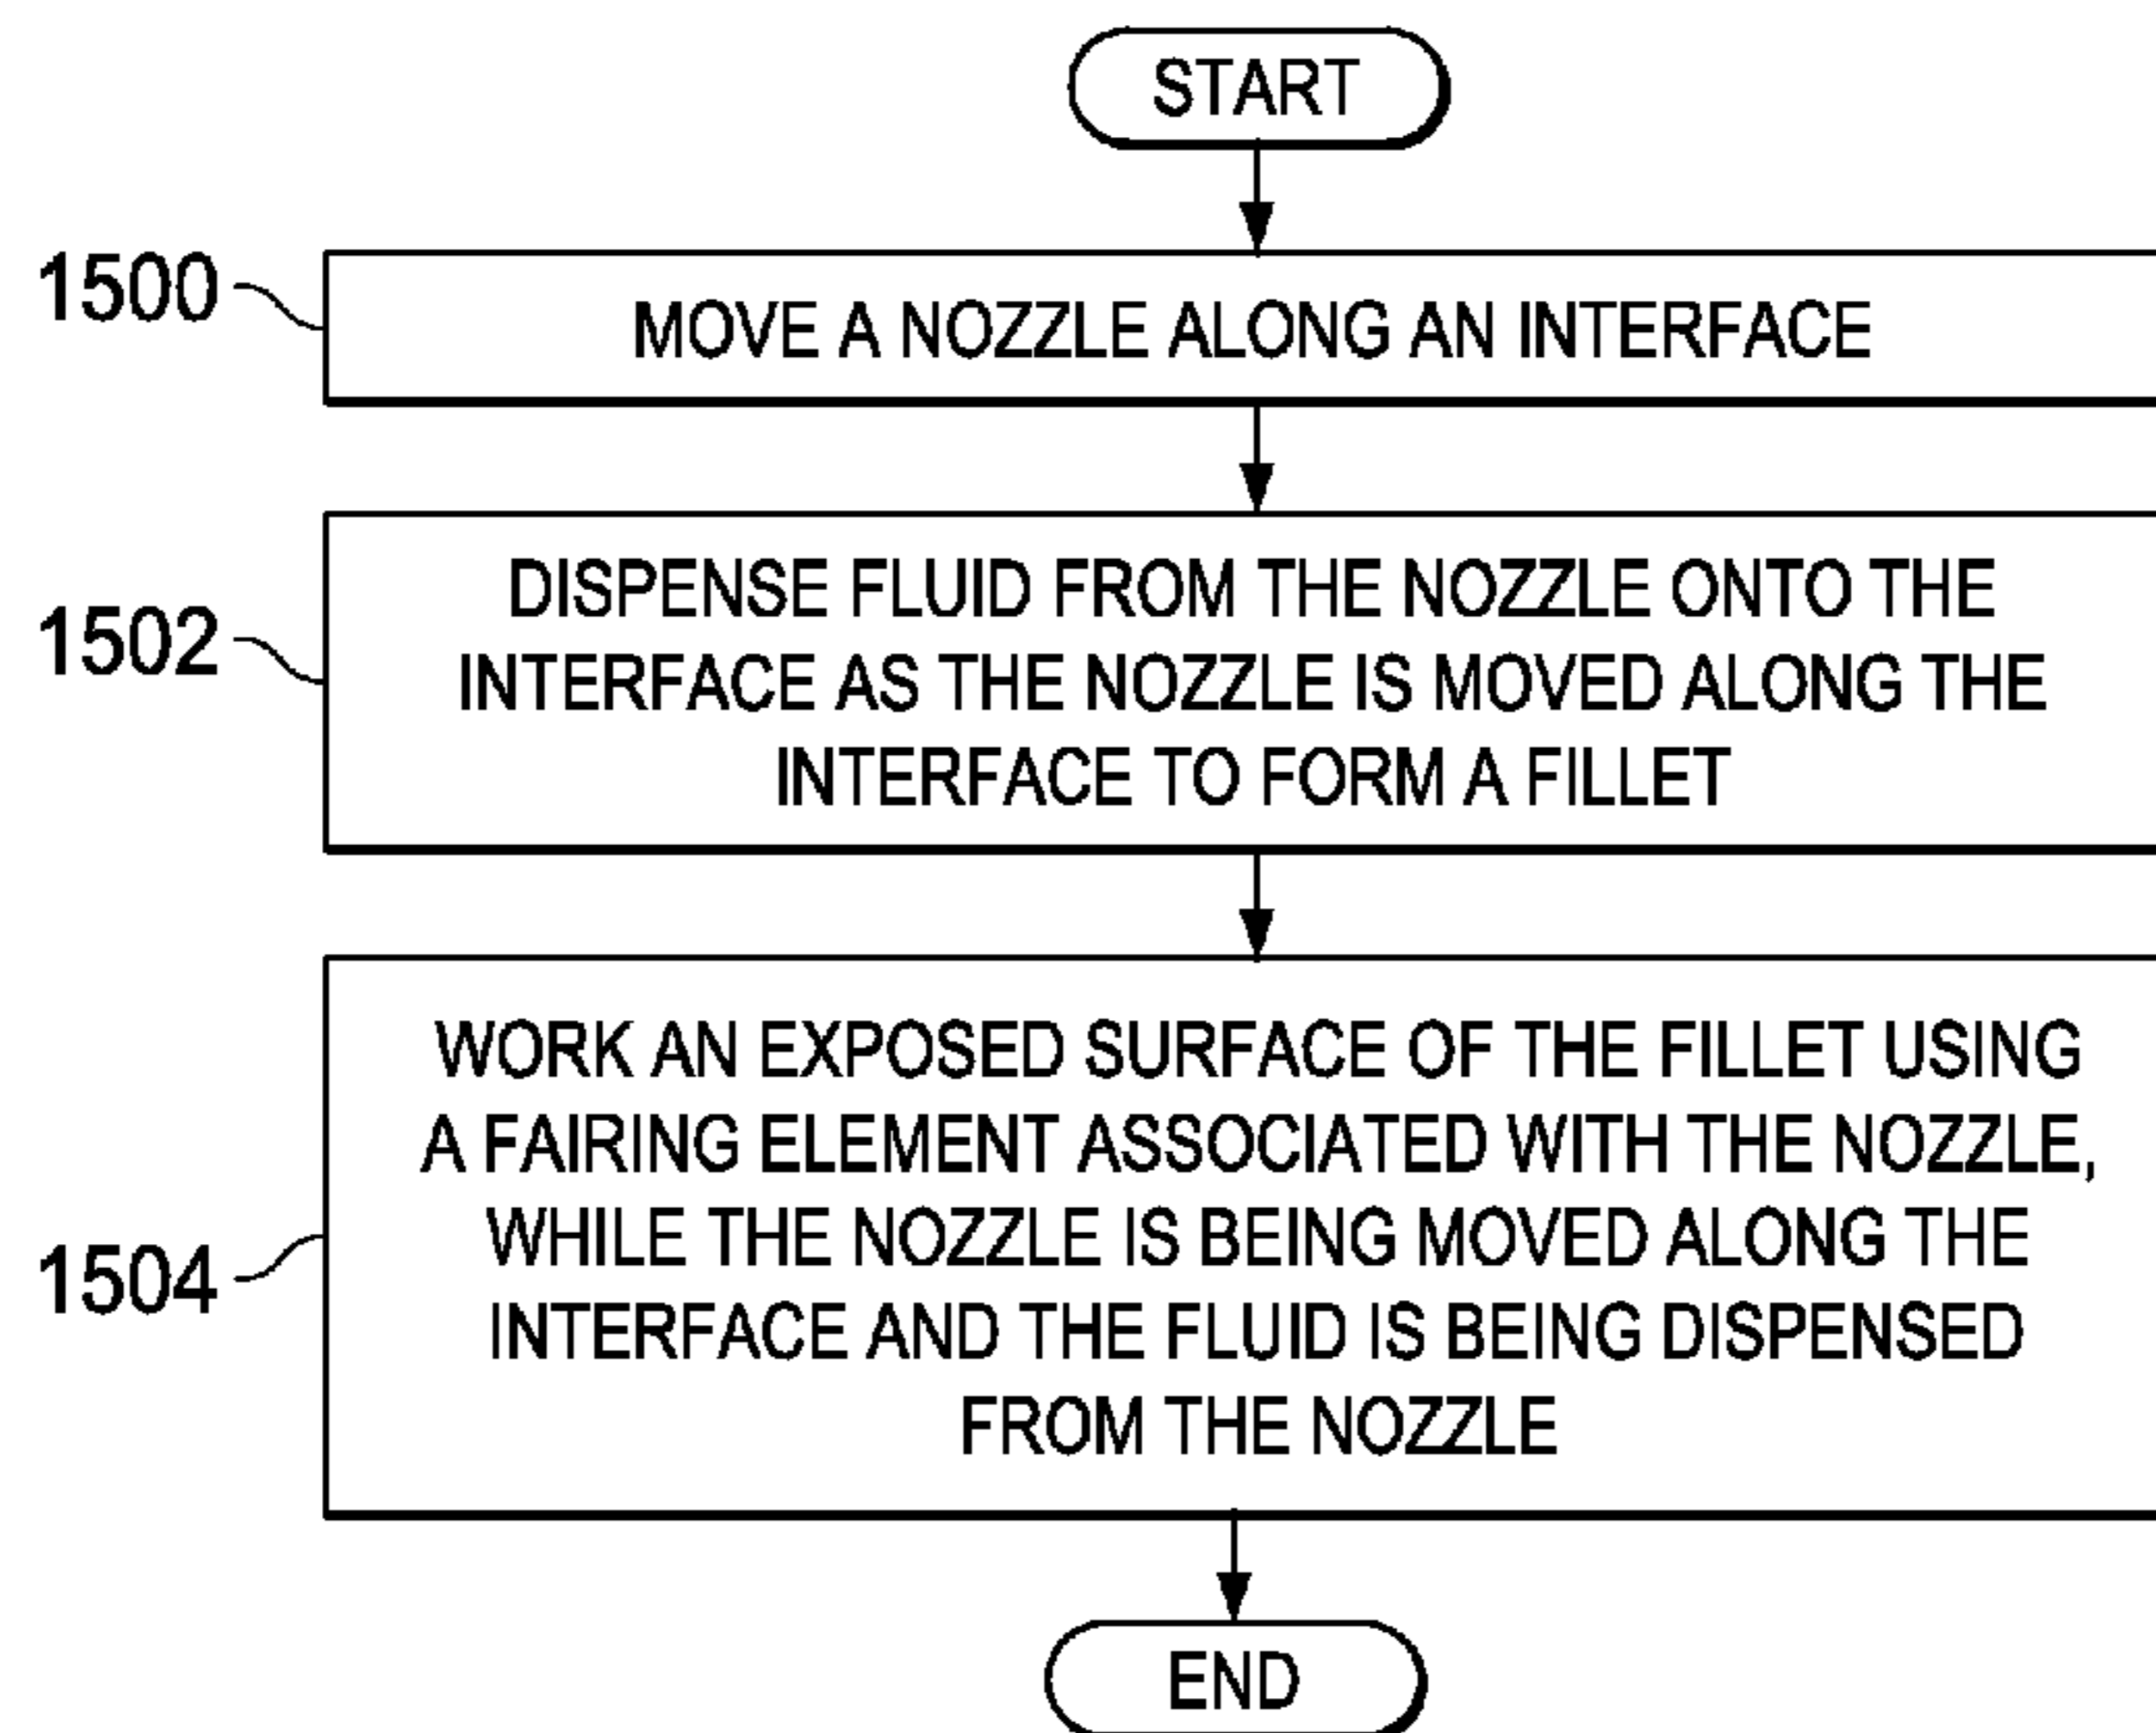 START
1500
MOVE A NOZZLE ALONG AN INTERFACE
1502
DISPENSE FLUID FROM THE NOZZLE ONTO THE
INTERFACE AS THE NOZZLE IS MOVED ALONG THE
INTERFACE TO FORM A FILLET
1504
WORK AN EXPOSED SURFACE OF THE FILLET USING
A FAIRING ELEMENT ASSOCIATED WITH THE NOZZLE,
WHILE THE NOZZLE IS BEING MOVED ALONG THE
INTERFACE AND THE FLUID IS BEING DISPENSED
FROM THE NOZZLE
END